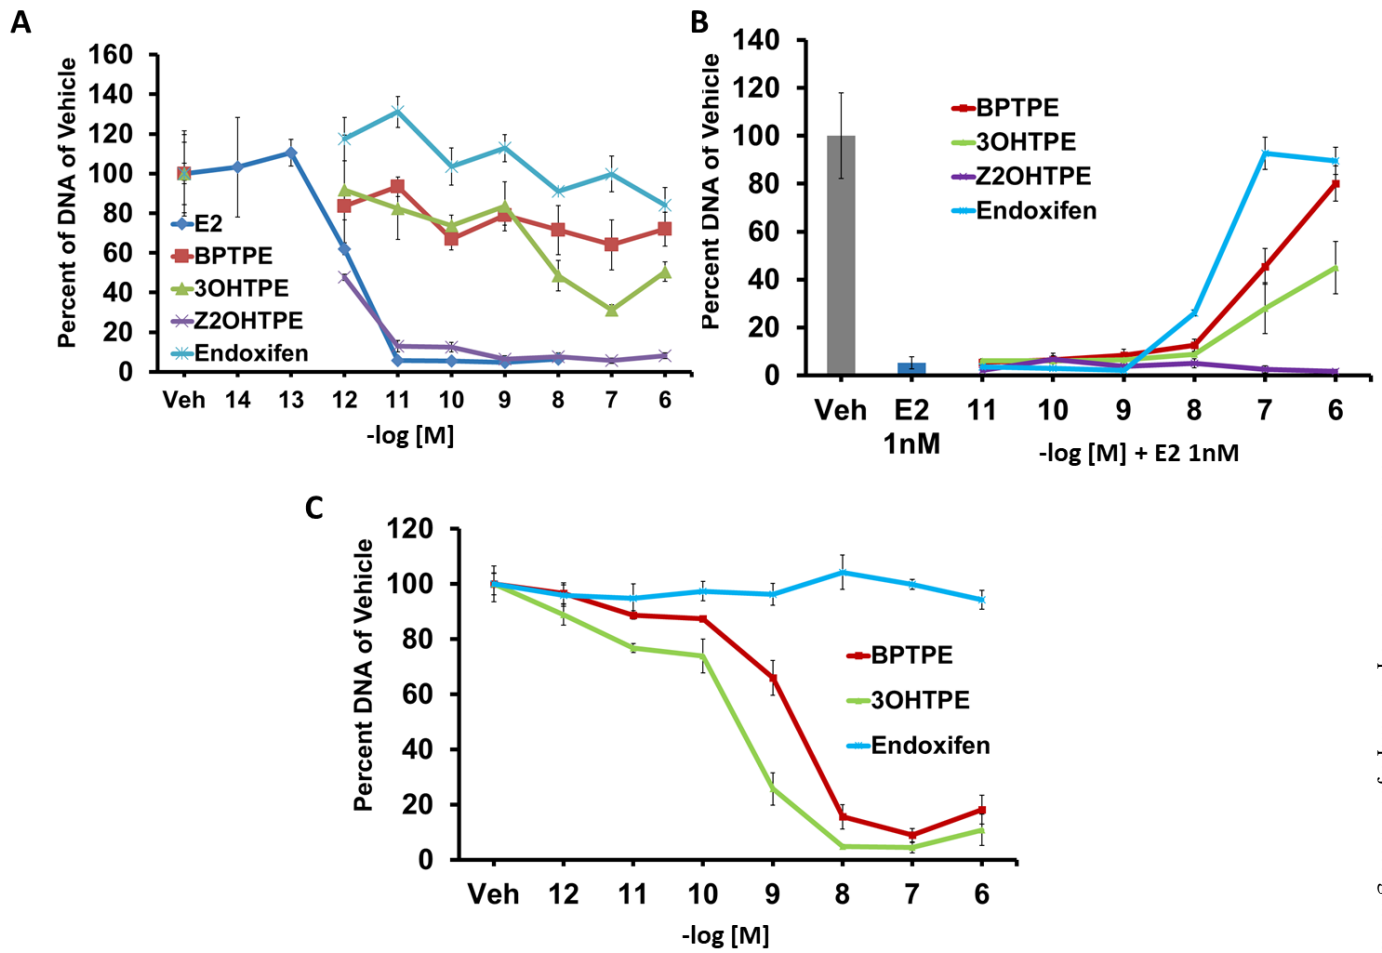 A
Percent of DNA of Vehicle
160
140
120
100
80
60
40
20
0
E2
BPTPE
3OHTPE
Z2OHTPE
Endoxifen
Veh 14 13 12 11 10 9 8 7 6
-log [M]
B
Percent DNA of Vehicle
140
120
100
80
60
40
20
0
BPTPE
3OHTPE
Z2OHTPE
Endoxifen
Veh E2 11 10 9 8 7 6
1nM
-log [M] + E2 1nM
C
Percent DNA of Vehicle
120
100
80
60
40
20
0
BPTPE
3OHTPE
Endoxifen
Veh 12 11 10 9 8 7 6
-log [M]